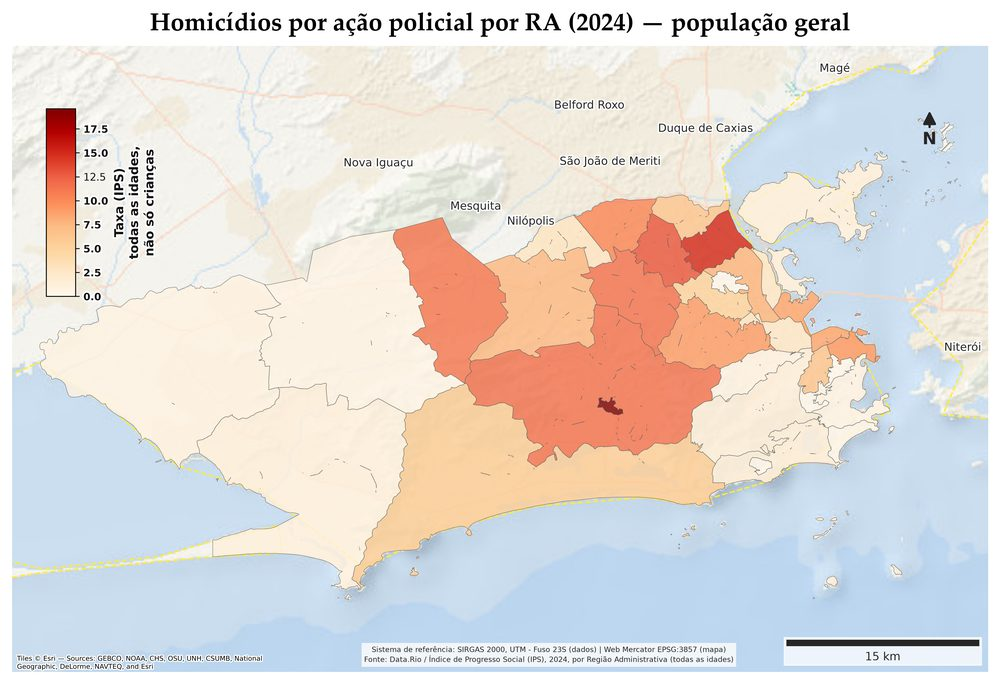 Homicídios por ação policial por RA (2024) — população geral
Magé
Belford Roxo
Duque de Caxias
N
Nova Iguaçu
São João de Meriti
Mesquita
Nilópolis
Niterói
17.5
15.0
12.5
10.0
7.5
5.0
2.5
0.0
Taxa (IPS)
todas as idades,
não só crianças
Tiles © Esri — Sources: GEBCO, NOAA, CHS, OSU, UNH, CSUMB, National
Geographic, DeLorme, NAVTEQ, and Esri
Sistema de referência: SIRGAS 2000, UTM - Fuso 23S (dados) | Web Mercator EPSG:3857 (mapa)
Fonte: Data.Rio / Índice de Progresso Social (IPS), 2024, por Região Administrativa (todas as idades)
15 km